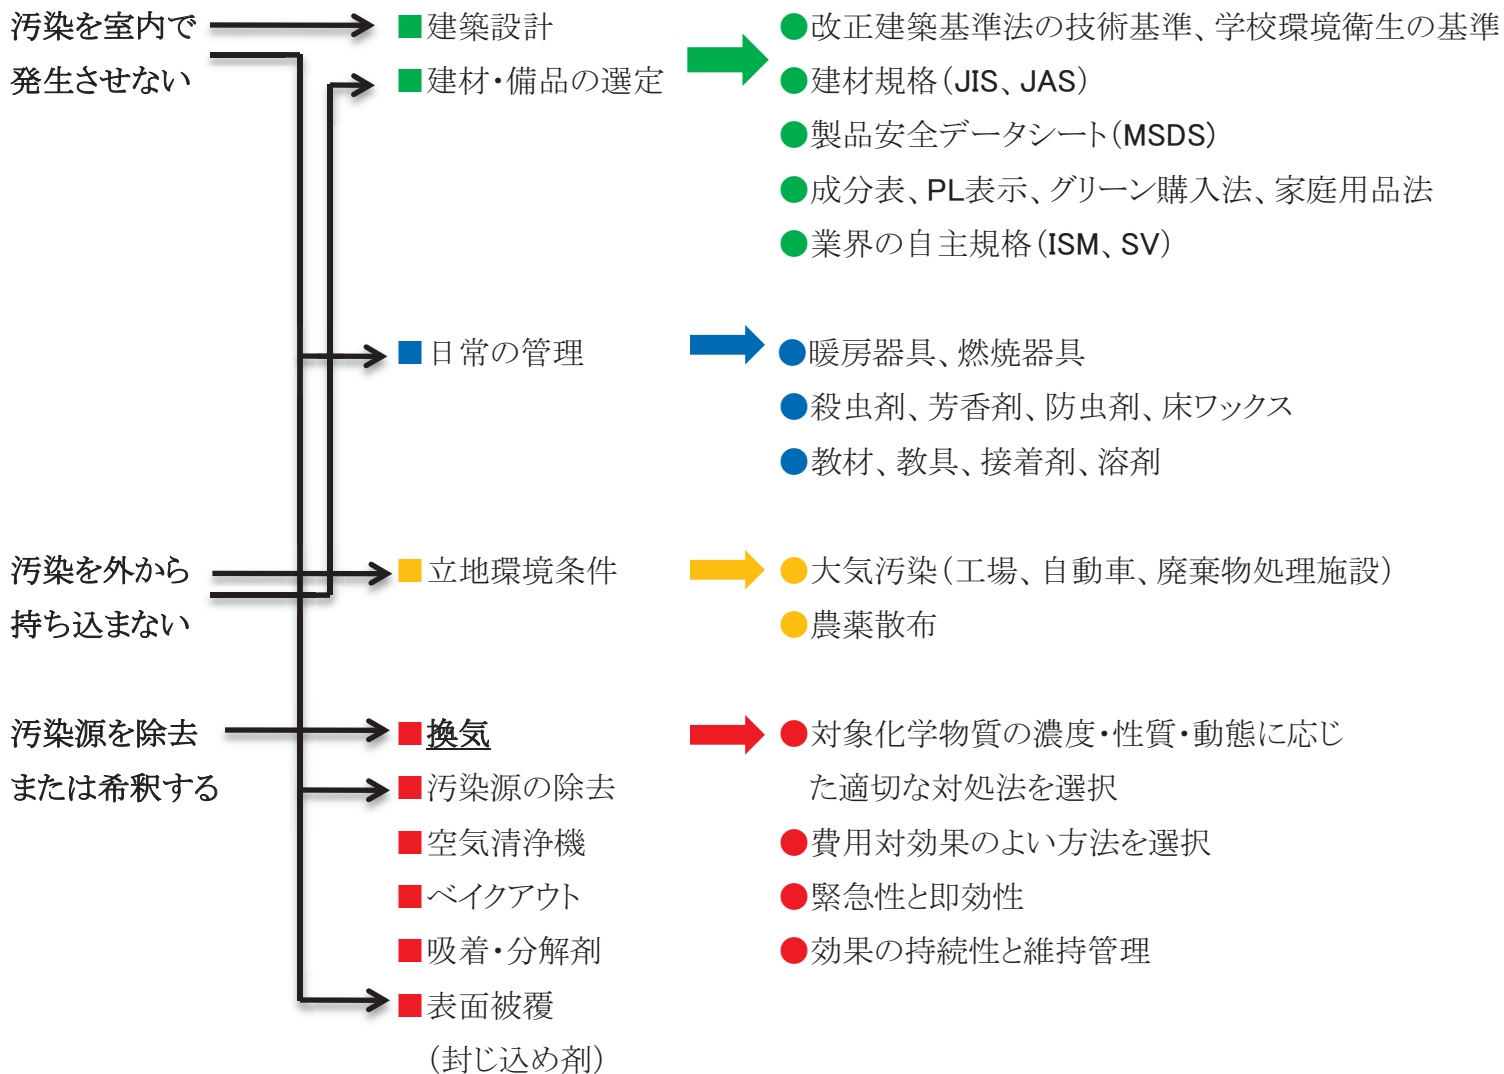 汚染を室内で
発生させない
■建築設計
■建材・備品の選定
●改正建築基準法の技術基準、学校環境衛生の基準
●建材規格(JIS、JAS)
●製品安全データシート(MSDS)
●成分表、PL表示、グリーン購入法、家庭用品法
●業界の自主規格(ISM、SV)
■日常の管理
●暖房器具、燃焼器具
●殺虫剤、芳香剤、防虫剤、床ワックス
●教材、教具、接着剤、溶剤
汚染を外から
持ち込まない
■立地環境条件
●大気汚染(工場、自動車、廃棄物処理施設)
●農薬散布
汚染源を除去
または希釈する
■換気
■汚染源の除去
■空気清浄機
■ベイクアウト
■吸着・分解剤
■表面被覆
(封じ込め剤)
●対象化学物質の濃度・性質・動態に応じ
た適切な対処法を選択
●費用対効果のよい方法を選択
●緊急性と即効性
●効果の持続性と維持管理